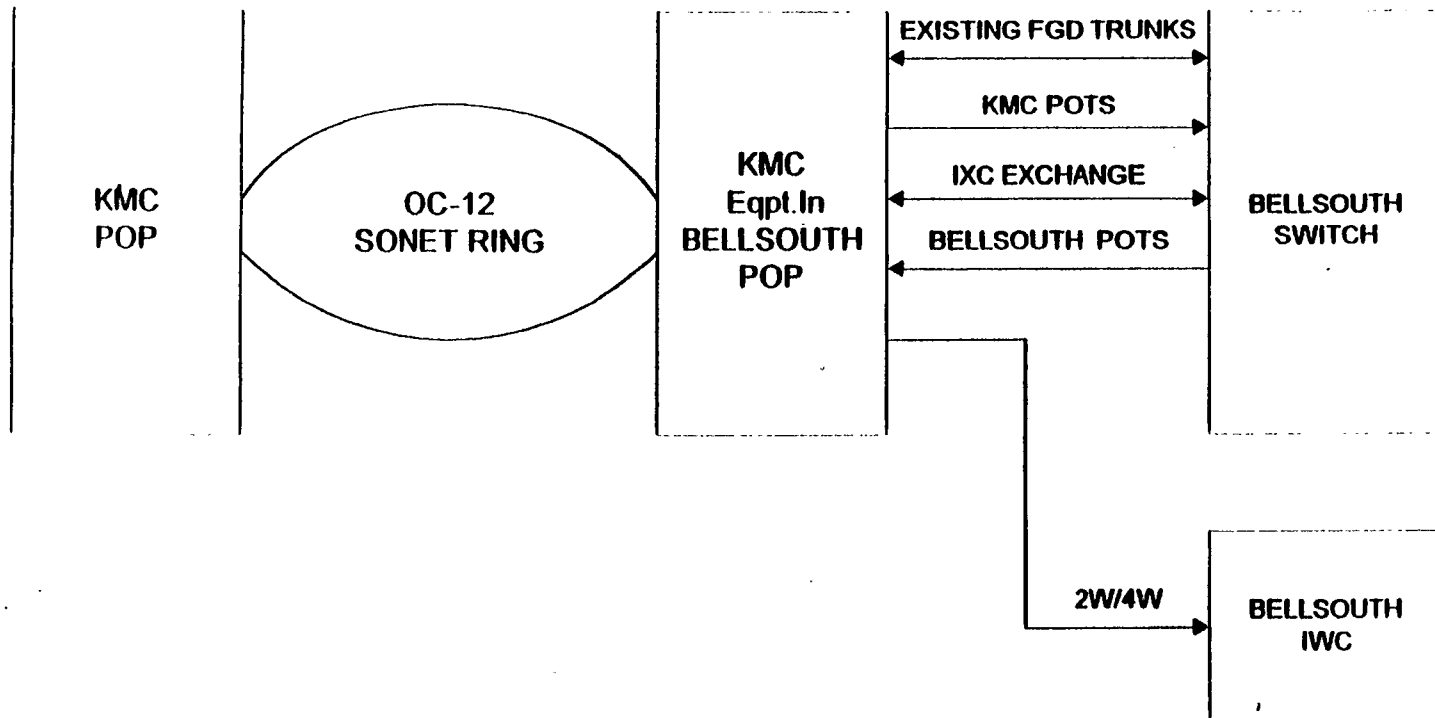 EXISTING FGD TRUNKS
KMC POTS
IXC EXCHANGE
BELLSOUTH POTS
KMC
POP
OC-12
SONET RING
KMC
Eqpt.In
BELLSOUTH
POP
BELLSOUTH
SWITCH
2W/4W
BELLSOUTH
IWC